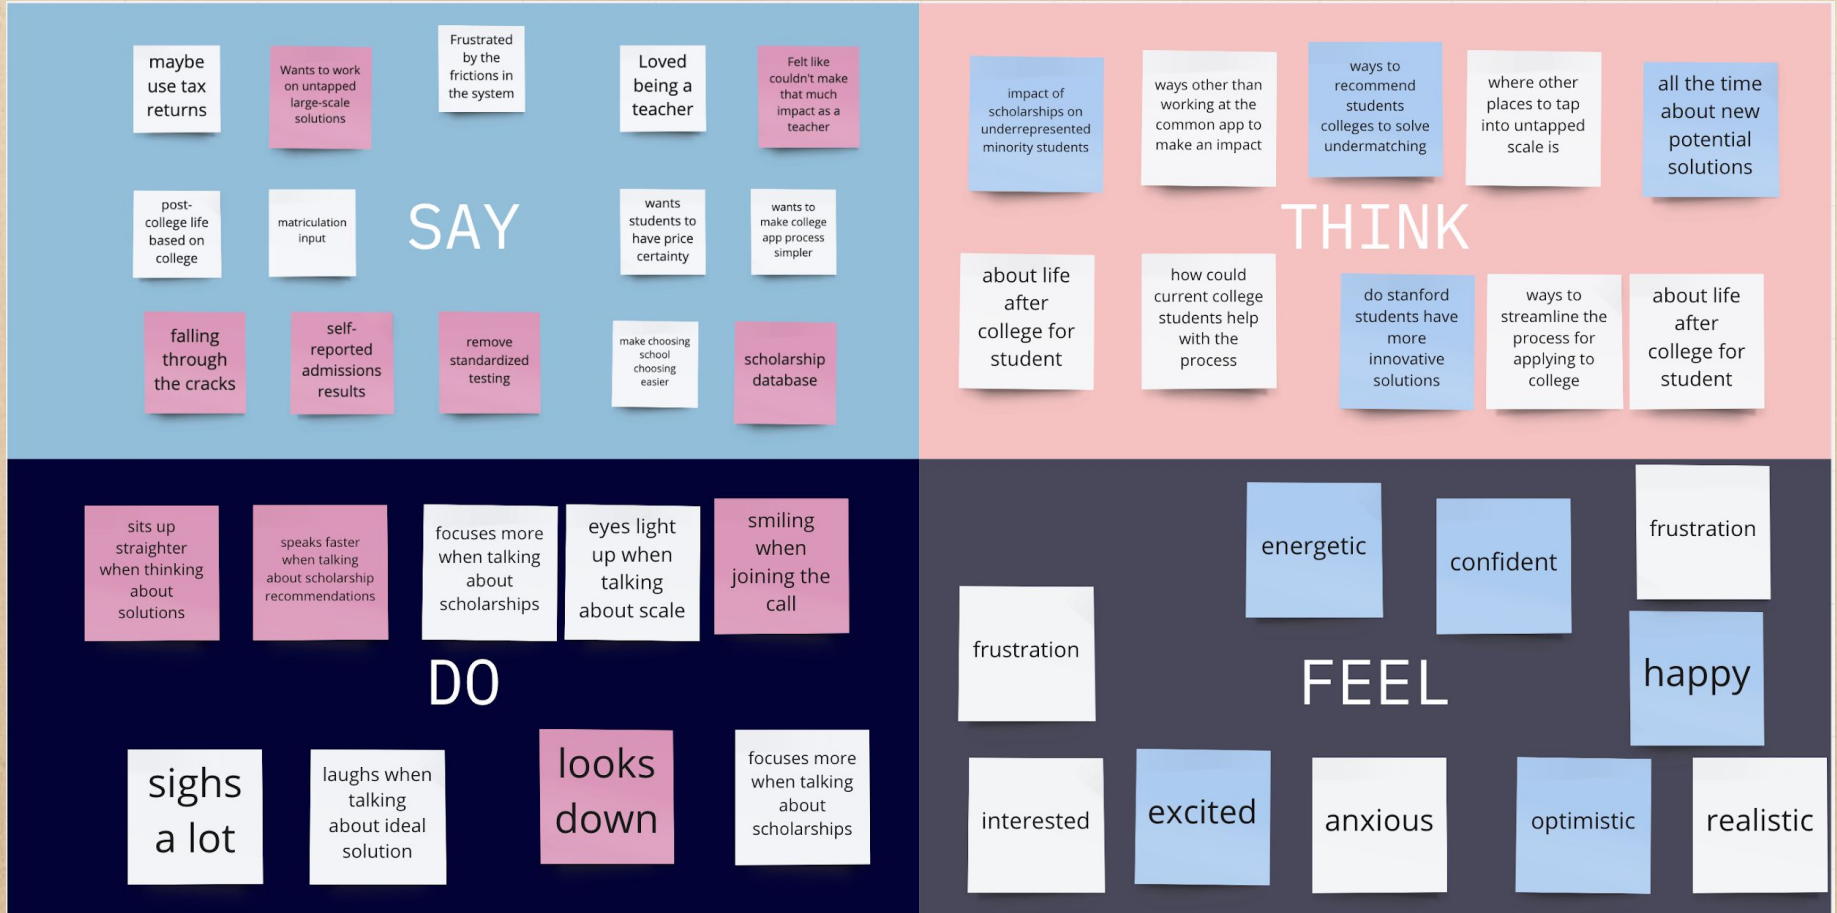 maybe
use tax
returns
Wants to work
on untapped
large-scale
solutions
Frustrated
by the
frictions in
the system
Loved
being a
teacher
Felt like
couldn't make
that much
impact as a
teacher
post-
college life
based on
college
matriculation
input
SAY
wants
students to
have price
certainty
wants to
make college
app process
simpler
falling
through
the cracks
self-
reported
admissions
results
remove
standardized
testing
make choosing
school
choosing
easier
scholarship
database
impact of
scholarships on
underrepresented
minority students
ways other than
working at the
common app to
make an impact
ways to
recommend
students
colleges to solve
undermatching
where other
places to tap
into untapped
scale is
all the time
about new
potential
solutions
THINK
about life
after
college for
student
how could
current college
students help
with the
process
do stanford
students have
more
innovative
solutions
ways to
streamline the
process for
applying to
college
about life
after
college for
student
sits up
straighter
when thinking
about
solutions
speaks faster
when talking
about scholarship
recommendations
focuses more
when talking
about
scholarships
eyes light
up when
talking
about scale
smiling
when
joining the
call
DO
sighs
a lot
laughs when
talking
about ideal
solution
looks
down
focuses more
when talking
about
scholarships
energetic
confident
frustration
frustration
FEEL
happy
interested
excited
anxious
optimistic
realistic